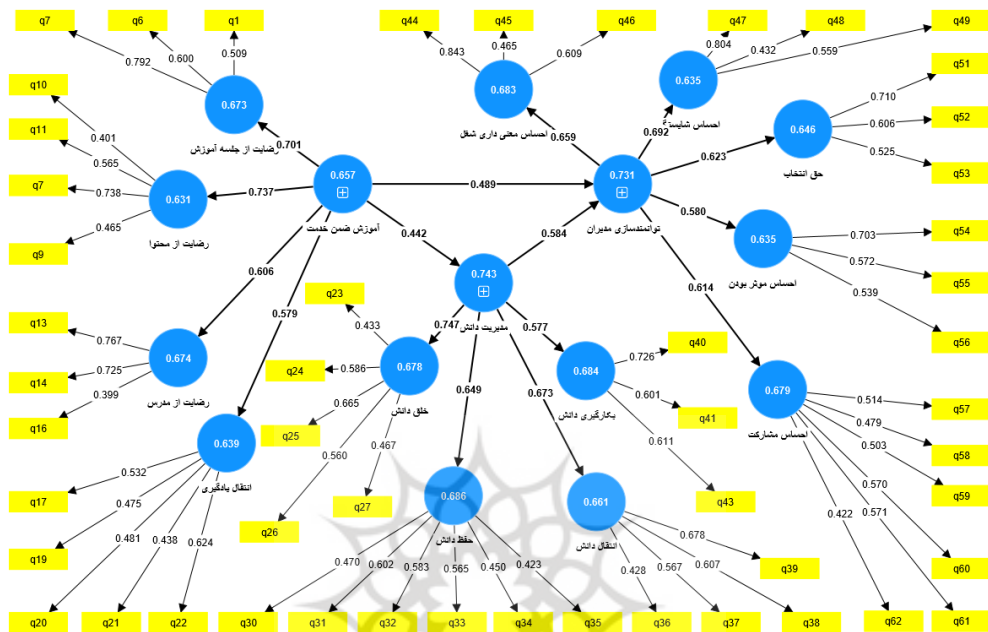 q7
q6
q1
q44
q45
q46
q47
q48
q49
0.792
0.600
0.509
0.843
0.465
0.609
0.804
0.432
0.559
q10
q11
q7
q9
0.401
0.565
0.738
0.465
0.673
رضایت از جلسه آموزش
0.701
0.683
احساس معنی داری شغل
0.659
0.635
0.692
q51
q52
q53
0.710
0.606
0.525
0.646
حق انتخاب
0.623
0.631
رضایت از محتوا
0.737
0.657
آموزش ضمن خدمت
0.489
0.731
توانمندسازی مدیران
0.442
0.584
0.580
0.635
احساس موثر بودن
0.703
0.572
0.539
q54
q55
q56
0.606
0.579
0.614
0.743
مدیریت دانش
q23
0.433
0.747
0.577
q13
q14
q16
0.767
0.725
0.399
0.674
رضایت از مدرس
q24
0.586
0.678
خلق دانش
q25
0.665
0.560
0.467
q26
q27
0.649
0.673
0.684
بکارگیری دانش
0.726
0.601
0.611
q40
q41
q43
0.679
احساس مشارکت
0.514
0.479
0.503
0.570
0.571
0.422
q57
q58
q59
q60
0.639
انتقال یادگیری
q17
q19
0.532
0.475
0.481
0.438
0.624
0.686
حفظ دانش
0.470
0.602
0.583
0.565
0.450
0.423
0.661
انتقال دانش
0.428
0.567
0.607
0.678
q39
q20
q21
q22
q30
q31
q32
q33
q34
q35
q36
q37
q38
q62
q61